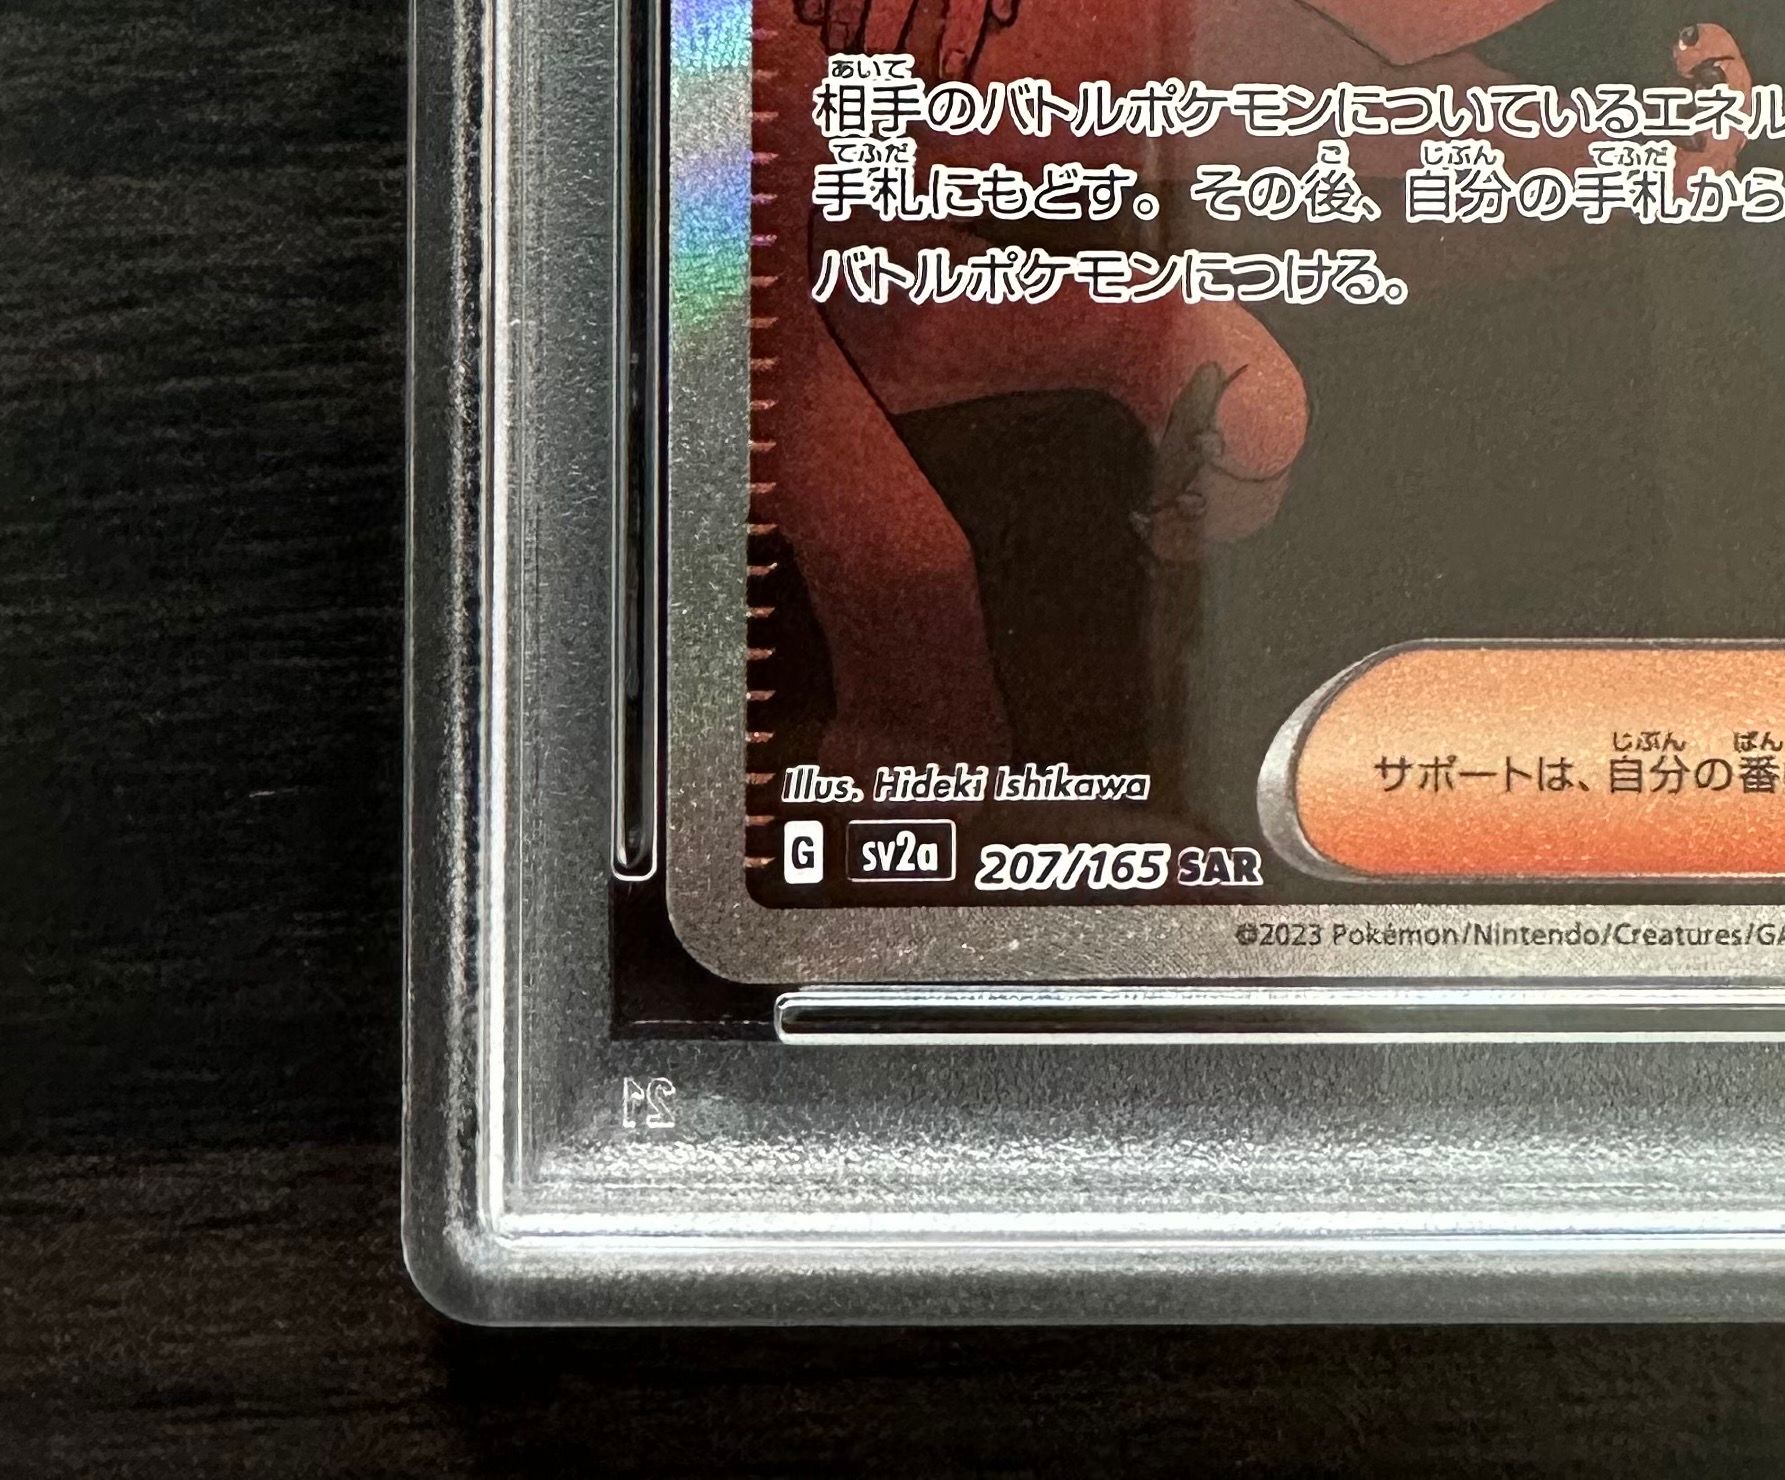 相手のバトルポケモンについているエネル
手札にもどす。その後、自分の手札から
バトルポケモンにつける。
サポートは、自分の番
Illus. Hideki Ishikawa
G sv2a 207/165 SAR
©2023 Pokémon/Nintendo/Creatures/GA
21